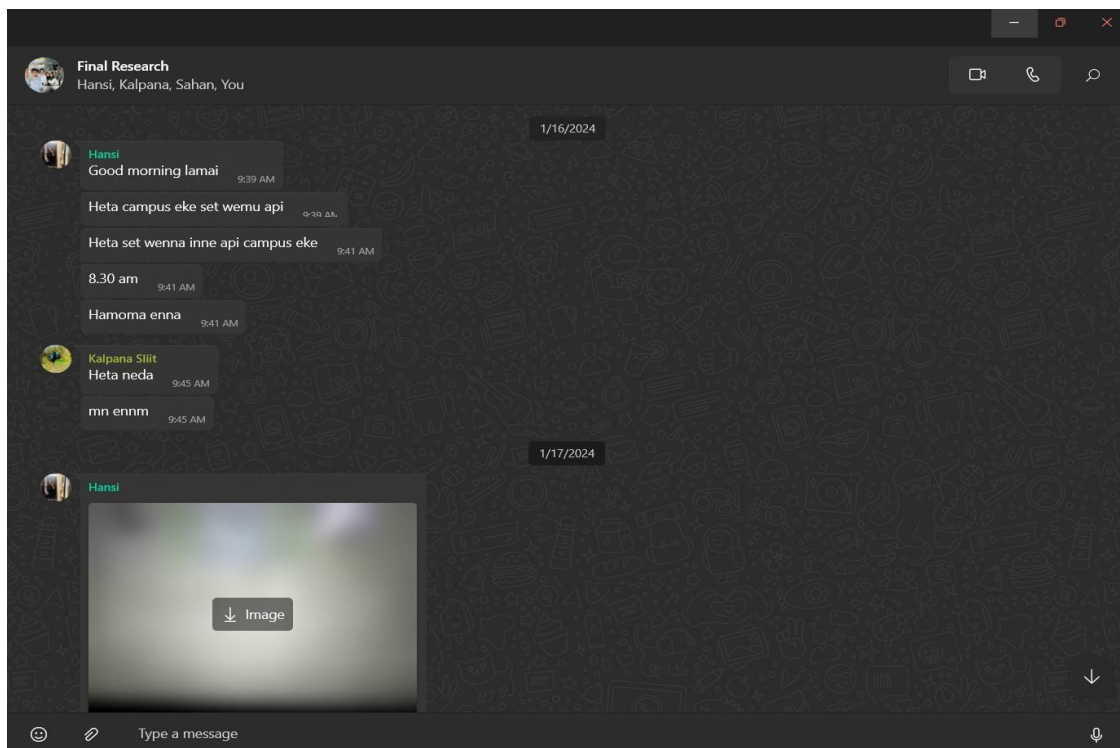 Final Research
Hansi, Kalpana, Sahan, You
1/16/2024
Hansi
Good morning lamai 9:39 AM
Heta campus eke set wemu api 9:39 AM
Heta set wenna inne api campus eke 9:41 AM
8.30 am 9:41 AM
Hamoma enna 9:41 AM
Kalpana Sliit
Heta neda 9:45 AM
mn ennm 9:45 AM
1/17/2024
Hansi
Image
Type a message